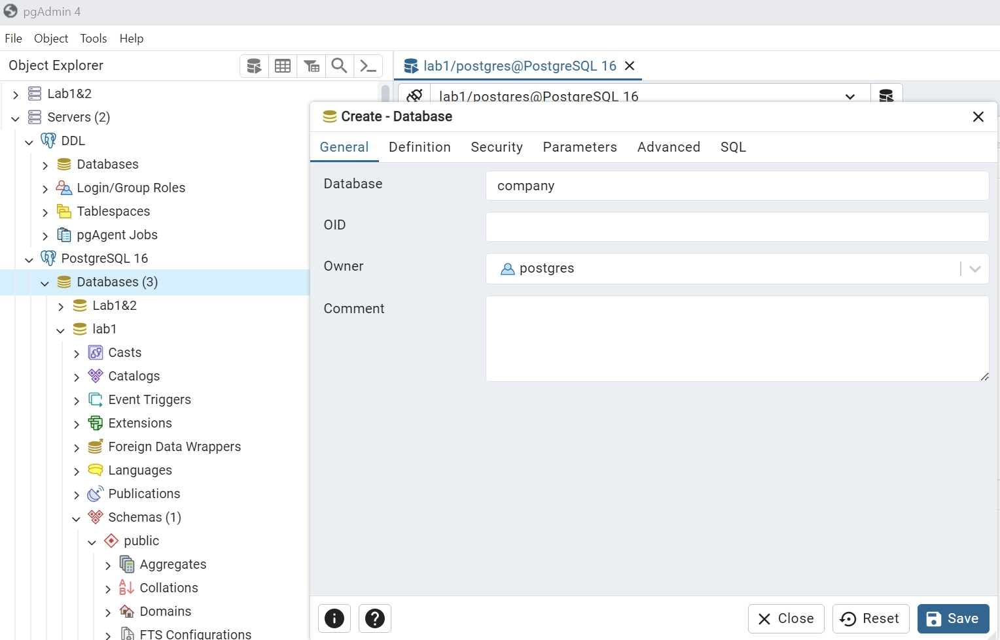 pgAdmin 4
File Object Tools Help
Object Explorer
lab1/postgres@PostgreSQL 16
lab1/postgres@PostgreSQL 16
Lab1&2
Servers (2)
DDL
Databases
Login/Group Roles
Tablespaces
pgAgent Jobs
PostgreSQL 16
Databases (3)
Lab1&2
lab1
Casts
Catalogs
Event Triggers
Extensions
Foreign Data Wrappers
Languages
Publications
Schemas (1)
public
Aggregates
Collations
Domains
FTS Configurations
Create - Database
General Definition Security Parameters Advanced SQL
Database company
OID
Owner postgres
Comment
Close Reset Save